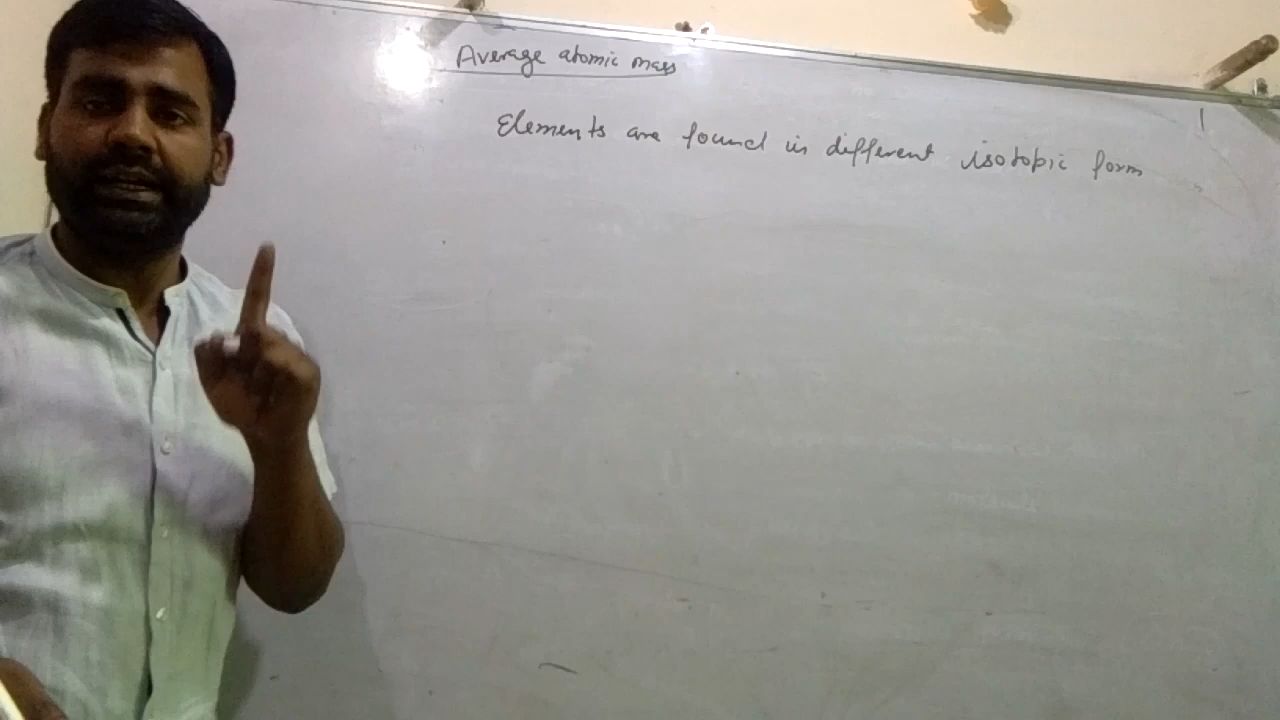 Average atomic mass
Elements are found in different isotopic form